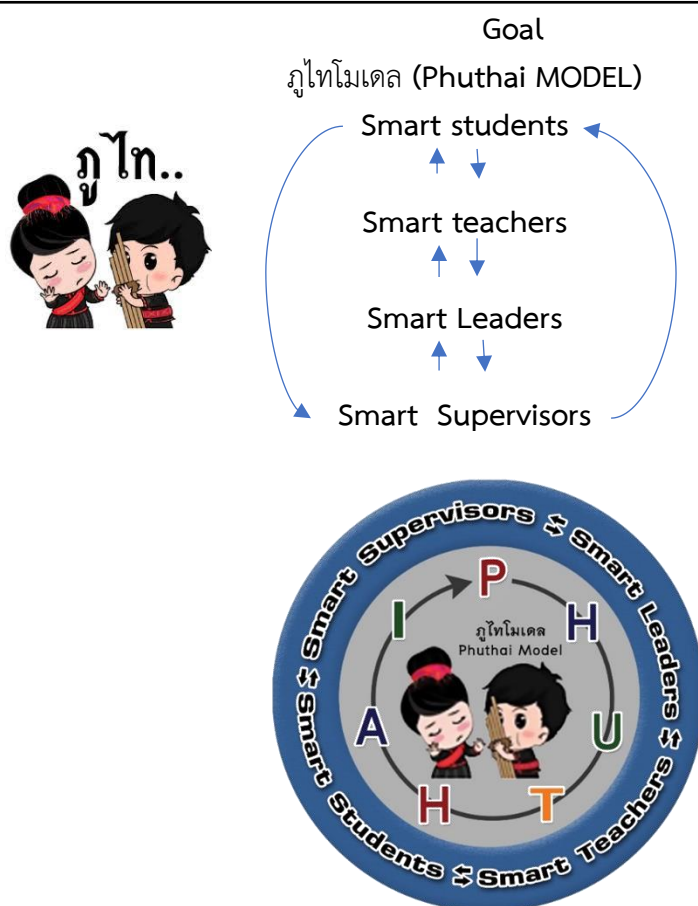 Goal
ภูไทโมเดล (Phuthai MODEL)
Smart students
ภูไท..
Smart teachers
Smart Leaders
Smart Supervisors
Smart Supervisors ⇄ Smart Leaders ⇄ Smart Teachers ⇄ Smart Students ⇄
P
H
U
T
H
A
I
ภูไทโมเดล
Phuthai Model